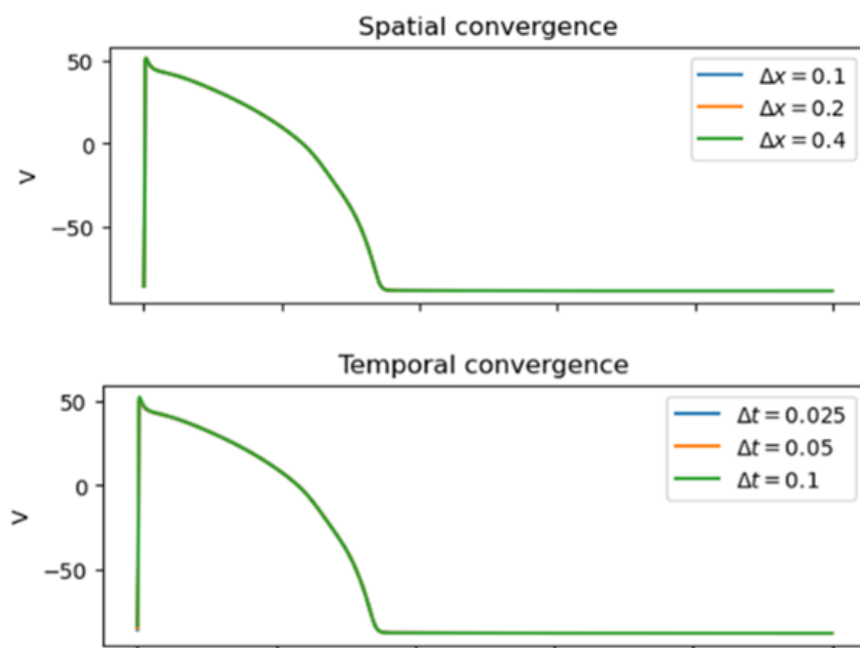 Spatial convergence
50
0
−50
V
Δx = 0.1
Δx = 0.2
Δx = 0.4
Temporal convergence
50
0
−50
V
Δt = 0.025
Δt = 0.05
Δt = 0.1